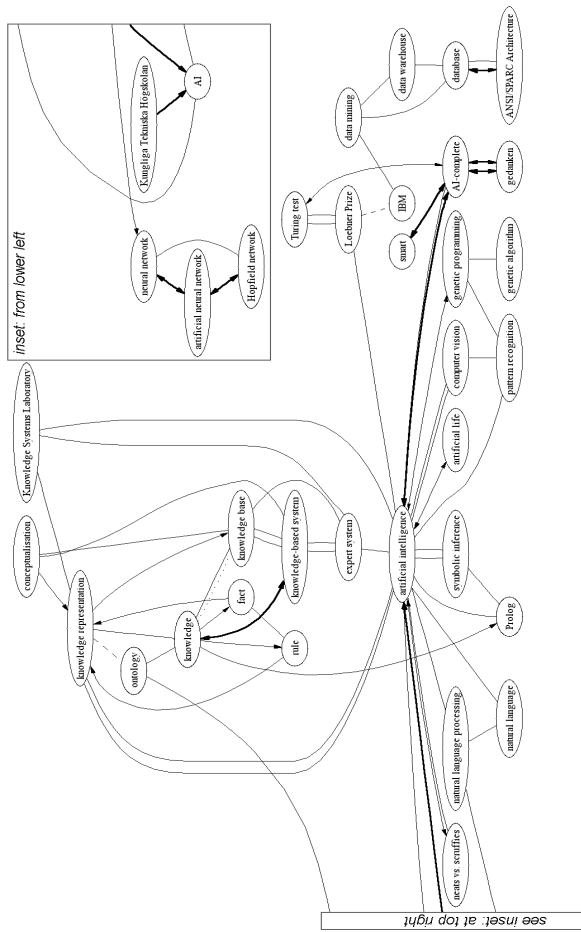 inset: from lower left
Kungliga Tekniska Hogskolan
AI
neural network
artificial neural network
Hopfield network
Knowledge Systems Laboratory
conceptualisation
knowledge representation
ontology
knowledge
fact
rule
knowledge base
knowledge-based system
expert system
Turing test
Loebner Prize
data mining
data warehouse
database
ANSI/SPARC Architecture
IBM
smart
AI-complete
gedanken
genetic programming
genetic algorithm
computer vision
pattern recognition
artificial life
artificial intelligence
symbolic inference
Prolog
natural language processing
natural language
neats vs. scruffies
see inset: at top right